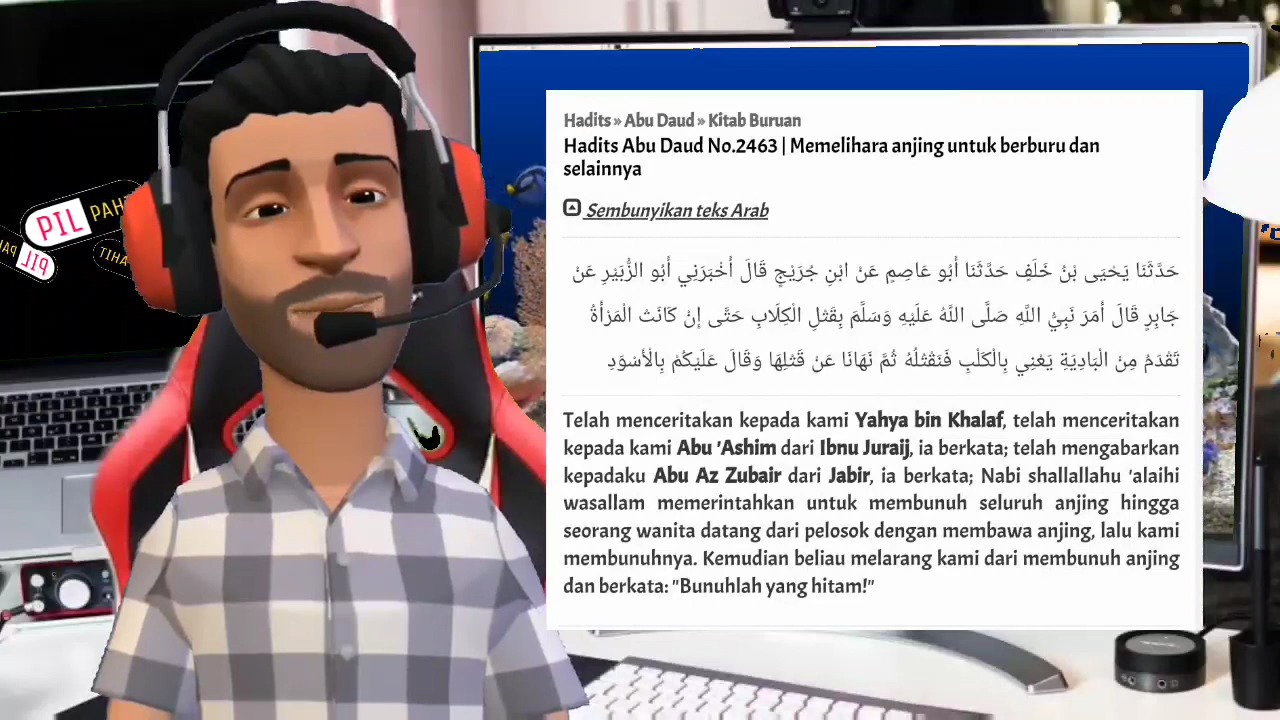 PIL PAH
PIL
TIHA
Hadits » Abu Daud » Kitab Buruan
Hadits Abu Daud No.2463 | Memelihara anjing untuk berburu dan
selainnya
Sembunyikan teks Arab
حَدَّثَنَا يَحْيَى بْنُ خَلَفٍ حَدَّثَنَا أَبُو عَاصِمٍ عَنْ ابْنِ جُرَيْجٍ قَالَ أَخْبَرَنِي أَبُو الزُّبَيْرِ عَنْ
جَابِرٍ قَالَ أَمَرَ نَبِيُّ اللَّهِ صَلَّى اللَّهُ عَلَيْهِ وَسَلَّمَ بِقَتْلِ الْكِلَابِ حَتَّى إِنْ كَانَتْ الْمَرْأَةُ
تَقْدَمُ مِنْ الْبَادِيَةِ يَعْنِي بِالْكَلْبِ فَنَقْتُلُهُ ثُمَّ نَهَانَا عَنْ قَتْلِهَا وَقَالَ عَلَيْكُمْ بِالْأَسْوَدِ
Telah menceritakan kepada kami Yahya bin Khalaf, telah menceritakan
kepada kami Abu 'Ashim dari Ibnu Juraij, ia berkata; telah mengabarkan
kepadaku Abu Az Zubair dari Jabir, ia berkata; Nabi shallallahu 'alaihi
wasallam memerintahkan untuk membunuh seluruh anjing hingga
seorang wanita datang dari pelosok dengan membawa anjing, lalu kami
membunuhnya. Kemudian beliau melarang kami dari membunuh anjing
dan berkata: "Bunuhlah yang hitam!"